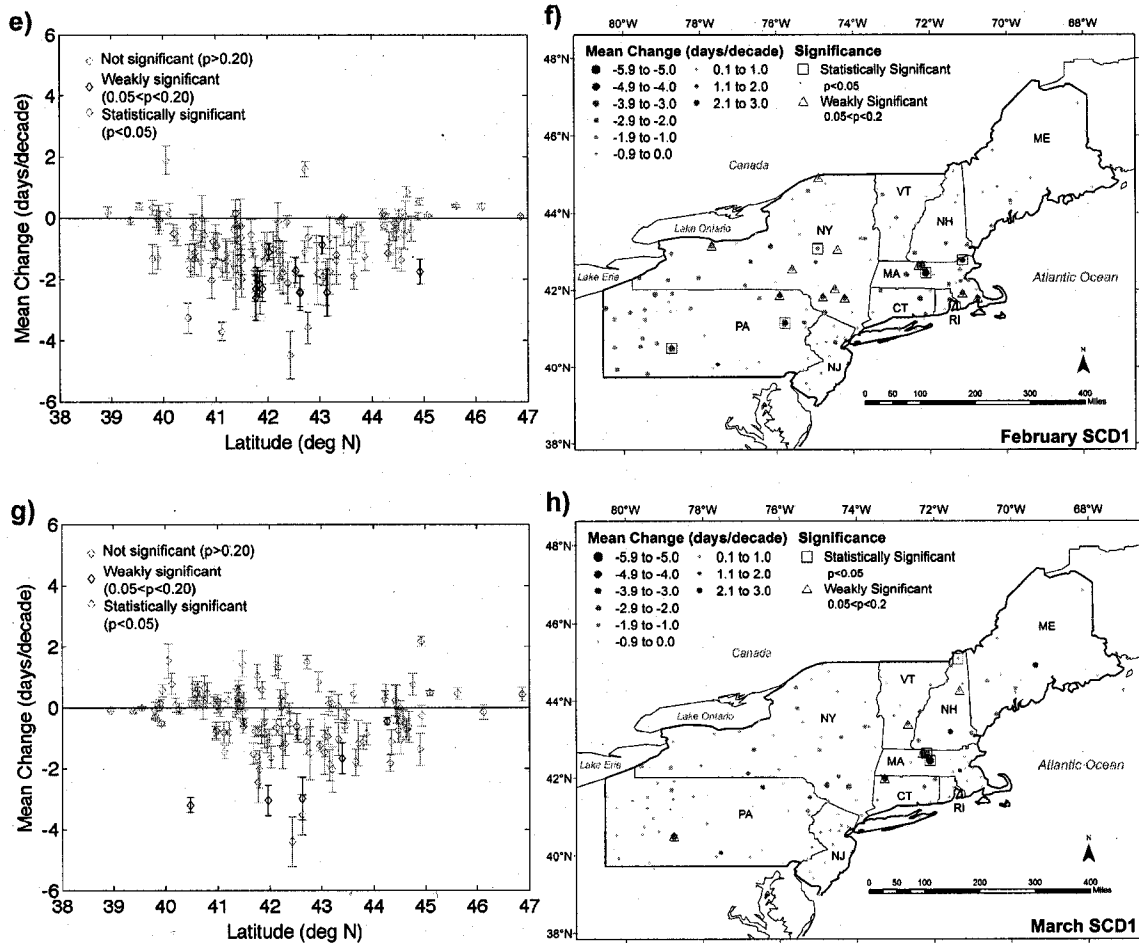 e)
Mean Change (days/decade)
6
4
2
0
-2
-4
-6
Not significant (p>0.20)
Weakly significant
(0.05<p<0.20)
Statistically significant
(p<0.05)
38 39 40 41 42 43 44 45 46 47
Latitude (deg N)
f)
80°W 78°W 76°W 74°W 72°W 70°W 68°W
48°N
46°N
44°N
42°N
40°N
38°N
Mean Change (days/decade)
-5.9 to -5.0
-4.9 to -4.0
-3.9 to -3.0
-2.9 to -2.0
-1.9 to -1.0
-0.9 to 0.0
0.1 to 1.0
1.1 to 2.0
2.1 to 3.0
Significance
Statistically Significant
p<0.05
Weakly Significant
0.05<p<0.2
Canada
Lake Ontario
Lake Erie
Atlantic Ocean
ME
VT
NH
NY
MA
CT
RI
PA
NJ
N
0 50 100 200 300 400
Miles
February SCD1
g)
Mean Change (days/decade)
6
4
2
0
-2
-4
-6
Not significant (p>0.20)
Weakly significant
(0.05<p<0.20)
Statistically significant
(p<0.05)
38 39 40 41 42 43 44 45 46 47
Latitude (deg N)
h)
80°W 78°W 76°W 74°W 72°W 70°W 68°W
48°N
46°N
44°N
42°N
40°N
38°N
Mean Change (days/decade)
-5.9 to -5.0
-4.9 to -4.0
-3.9 to -3.0
-2.9 to -2.0
-1.9 to -1.0
-0.9 to 0.0
0.1 to 1.0
1.1 to 2.0
2.1 to 3.0
Significance
Statistically Significant
p<0.05
Weakly Significant
0.05<p<0.2
Canada
Lake Ontario
Lake Erie
Atlantic Ocean
ME
VT
NH
NY
MA
CT
RI
PA
NJ
N
0 50 100 200 300 400
Miles
March SCD1